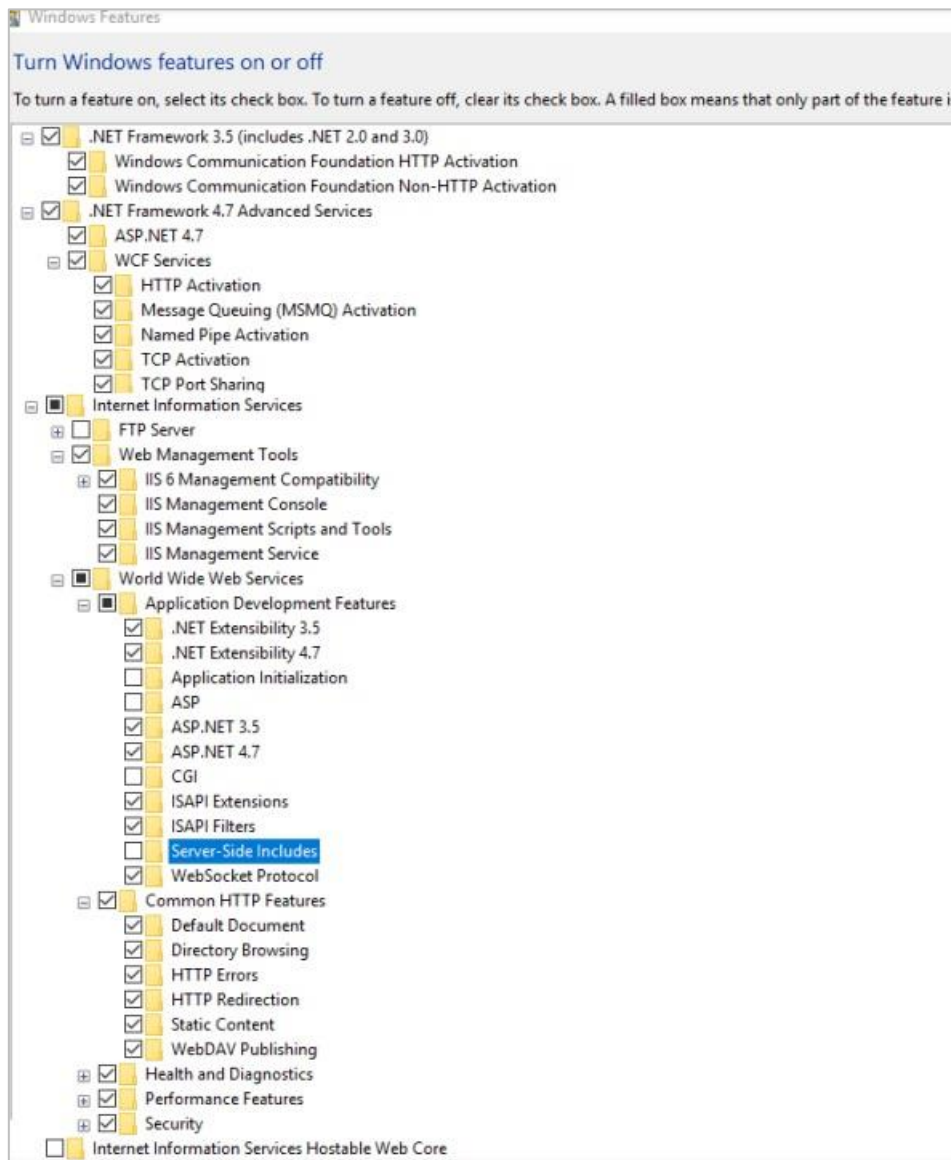 Windows Features
Turn Windows features on or off
To turn a feature on, select its check box. To turn a feature off, clear its check box. A filled box means that only part of the feature i
.NET Framework 3.5 (includes .NET 2.0 and 3.0)
Windows Communication Foundation HTTP Activation
Windows Communication Foundation Non-HTTP Activation
.NET Framework 4.7 Advanced Services
ASP.NET 4.7
WCF Services
HTTP Activation
Message Queuing (MSMQ) Activation
Named Pipe Activation
TCP Activation
TCP Port Sharing
Internet Information Services
FTP Server
Web Management Tools
IIS 6 Management Compatibility
IIS Management Console
IIS Management Scripts and Tools
IIS Management Service
World Wide Web Services
Application Development Features
.NET Extensibility 3.5
.NET Extensibility 4.7
Application Initialization
ASP
ASP.NET 3.5
ASP.NET 4.7
CGI
ISAPI Extensions
ISAPI Filters
Server-Side Includes
WebSocket Protocol
Common HTTP Features
Default Document
Directory Browsing
HTTP Errors
HTTP Redirection
Static Content
WebDAV Publishing
Health and Diagnostics
Performance Features
Security
Internet Information Services Hostable Web Core